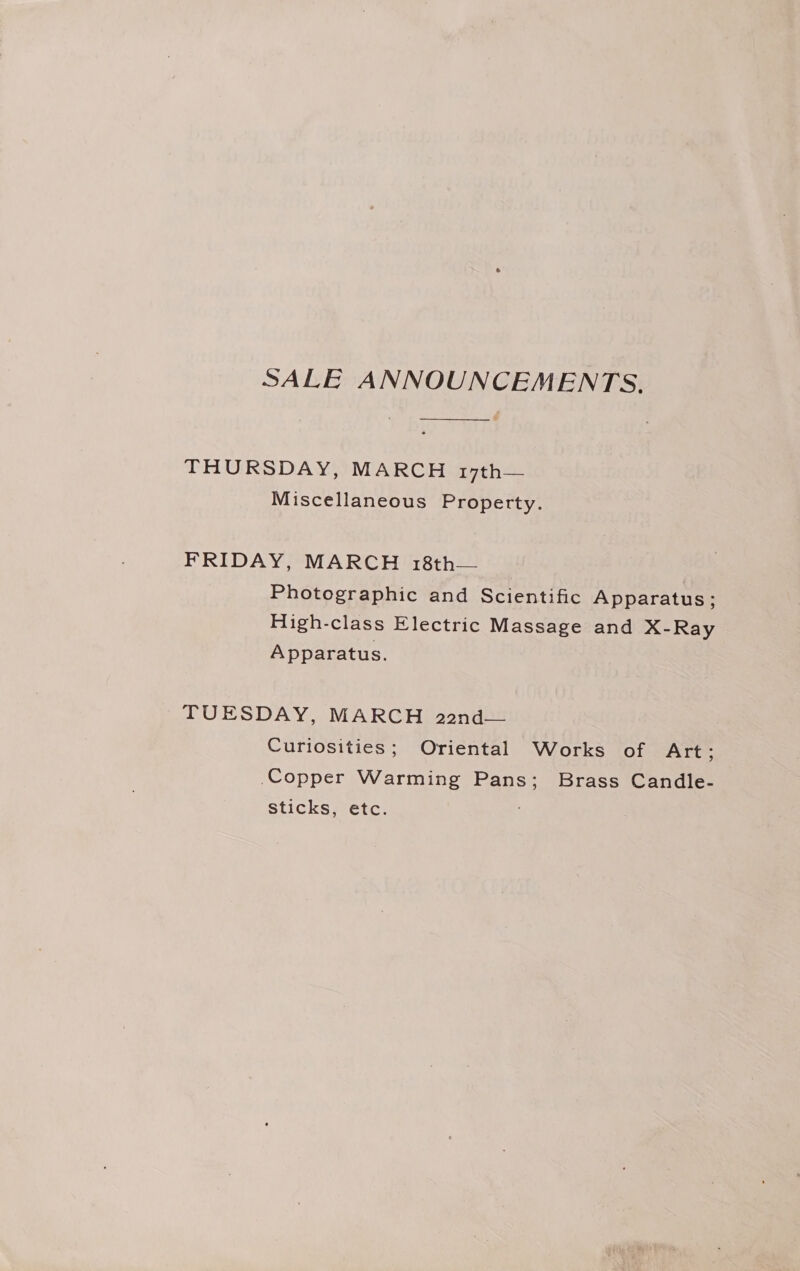 SALE ANNOUNCEMENTS.
THURSDAY, MARCH 17th—
Miscellaneous Property.
FRIDAY, MARCH 18th—
Photographic and Scientific Apparatus;
High-class Electric Massage and X-Ray
Apparatus.
TUESDAY, MARCH 22nd—
Curiosities; Oriental Works of Art;
Copper Warming Pans; Brass Candle-
sticks, etc.